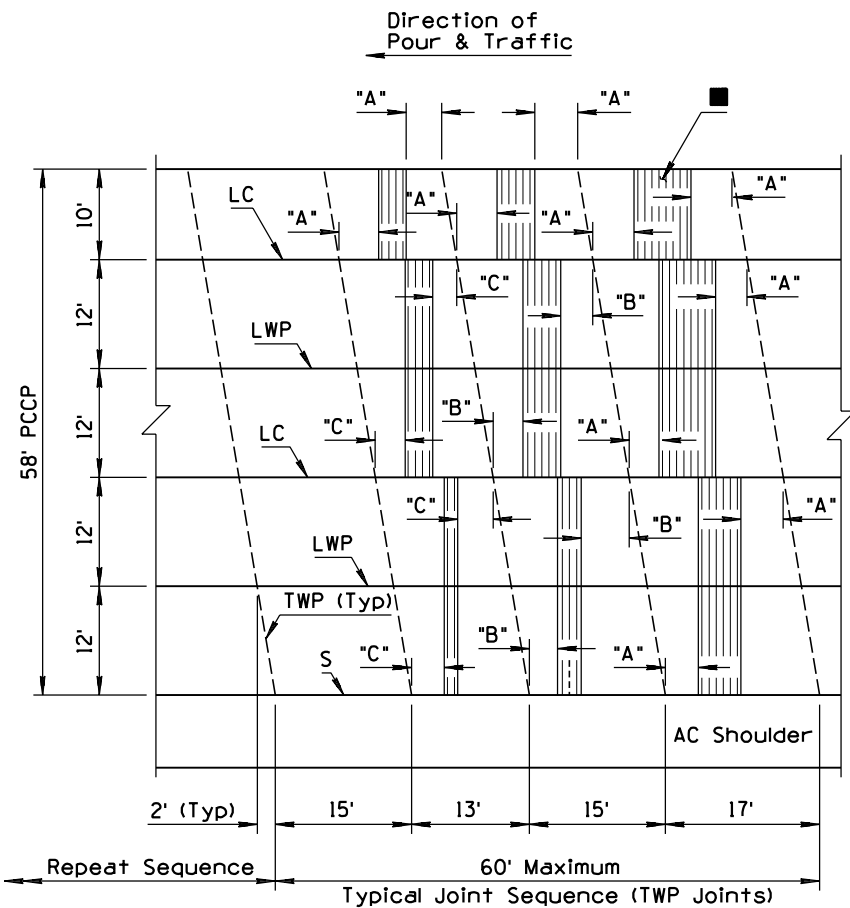 Direction of
Pour & Traffic
"A" "A" ■
LC "A" "A" "A" "A"
10'
"C" "B" "A"
12'
LWP
12'
"C" "B" "A"
LC
58' PCCP
"C" "B" "A"
12'
LWP
TWP (Typ)
12'
"C" "B" "A"
S
AC Shoulder
2' (Typ) 15' 13' 15' 17'
Repeat Sequence 60' Maximum
Typical Joint Sequence (TWP Joints)